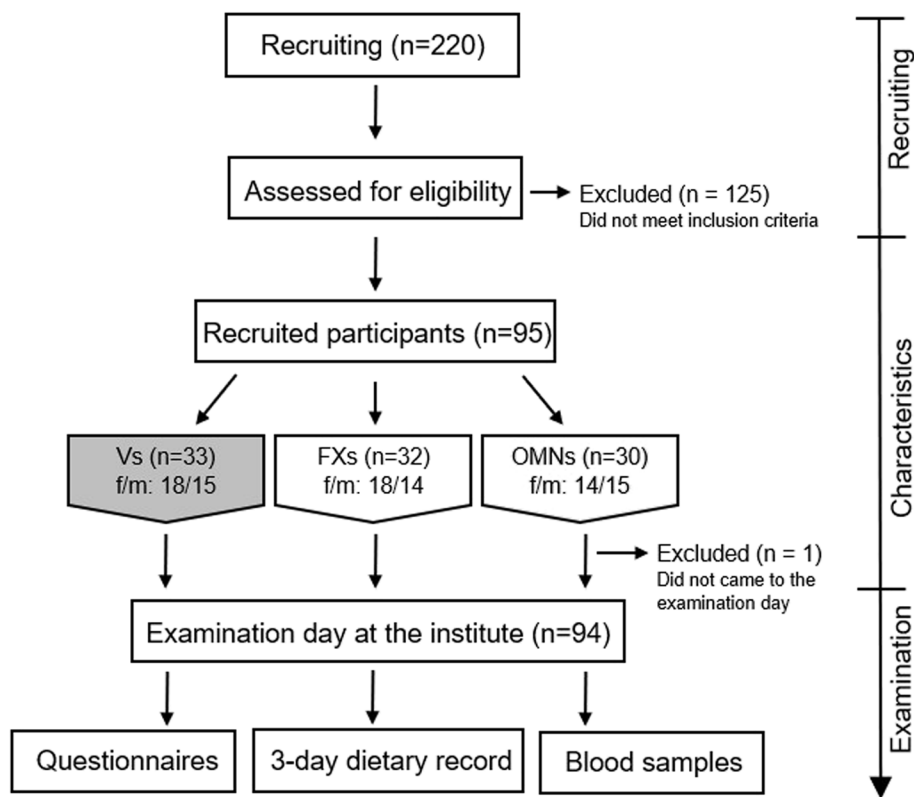 Recruiting (n=220)
Assessed for eligibility
Excluded (n = 125)
Did not meet inclusion criteria
Recruited participants (n=95)
Vs (n=33)
f/m: 18/15
FXs (n=32)
f/m: 18/14
OMNs (n=30)
f/m: 14/15
Excluded (n = 1)
Did not came to the
examination day
Examination day at the institute (n=94)
Questionnaires
3-day dietary record
Blood samples
Recruiting
Characteristics
Examination